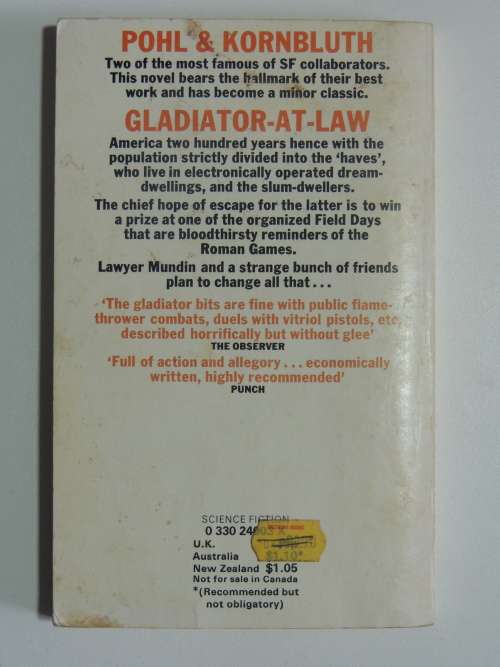 POHL & KORNBLUTH
Two of the most famous of SF collaborators.
This novel bears the hallmark of their best
work and has become a minor classic.
GLADIATOR-AT-LAW
America two hundred years hence with the
population strictly divided into the ‘haves’,
who live in electronically operated dream-
dwellings, and the slum-dwellers.
The chief hope of escape for the latter is to win
a prize at one of the organized Field Days
that are bloodthirsty reminders of the
Roman Games.
Lawyer Mundin and a strange bunch of friends
plan to change all that . . .
‘The gladiator bits are fine with public flame-
thrower combats, duels with vitriol pistols, etc,
described horrifically but without glee’
THE OBSERVER
‘Full of action and allegory . . . economically
written, highly recommended’
PUNCH
SCIENCE FICTION
0 330
U.K.
Australia $1.10*
New Zealand $1.05
Not for sale in Canada
*(Recommended but
not obligatory)